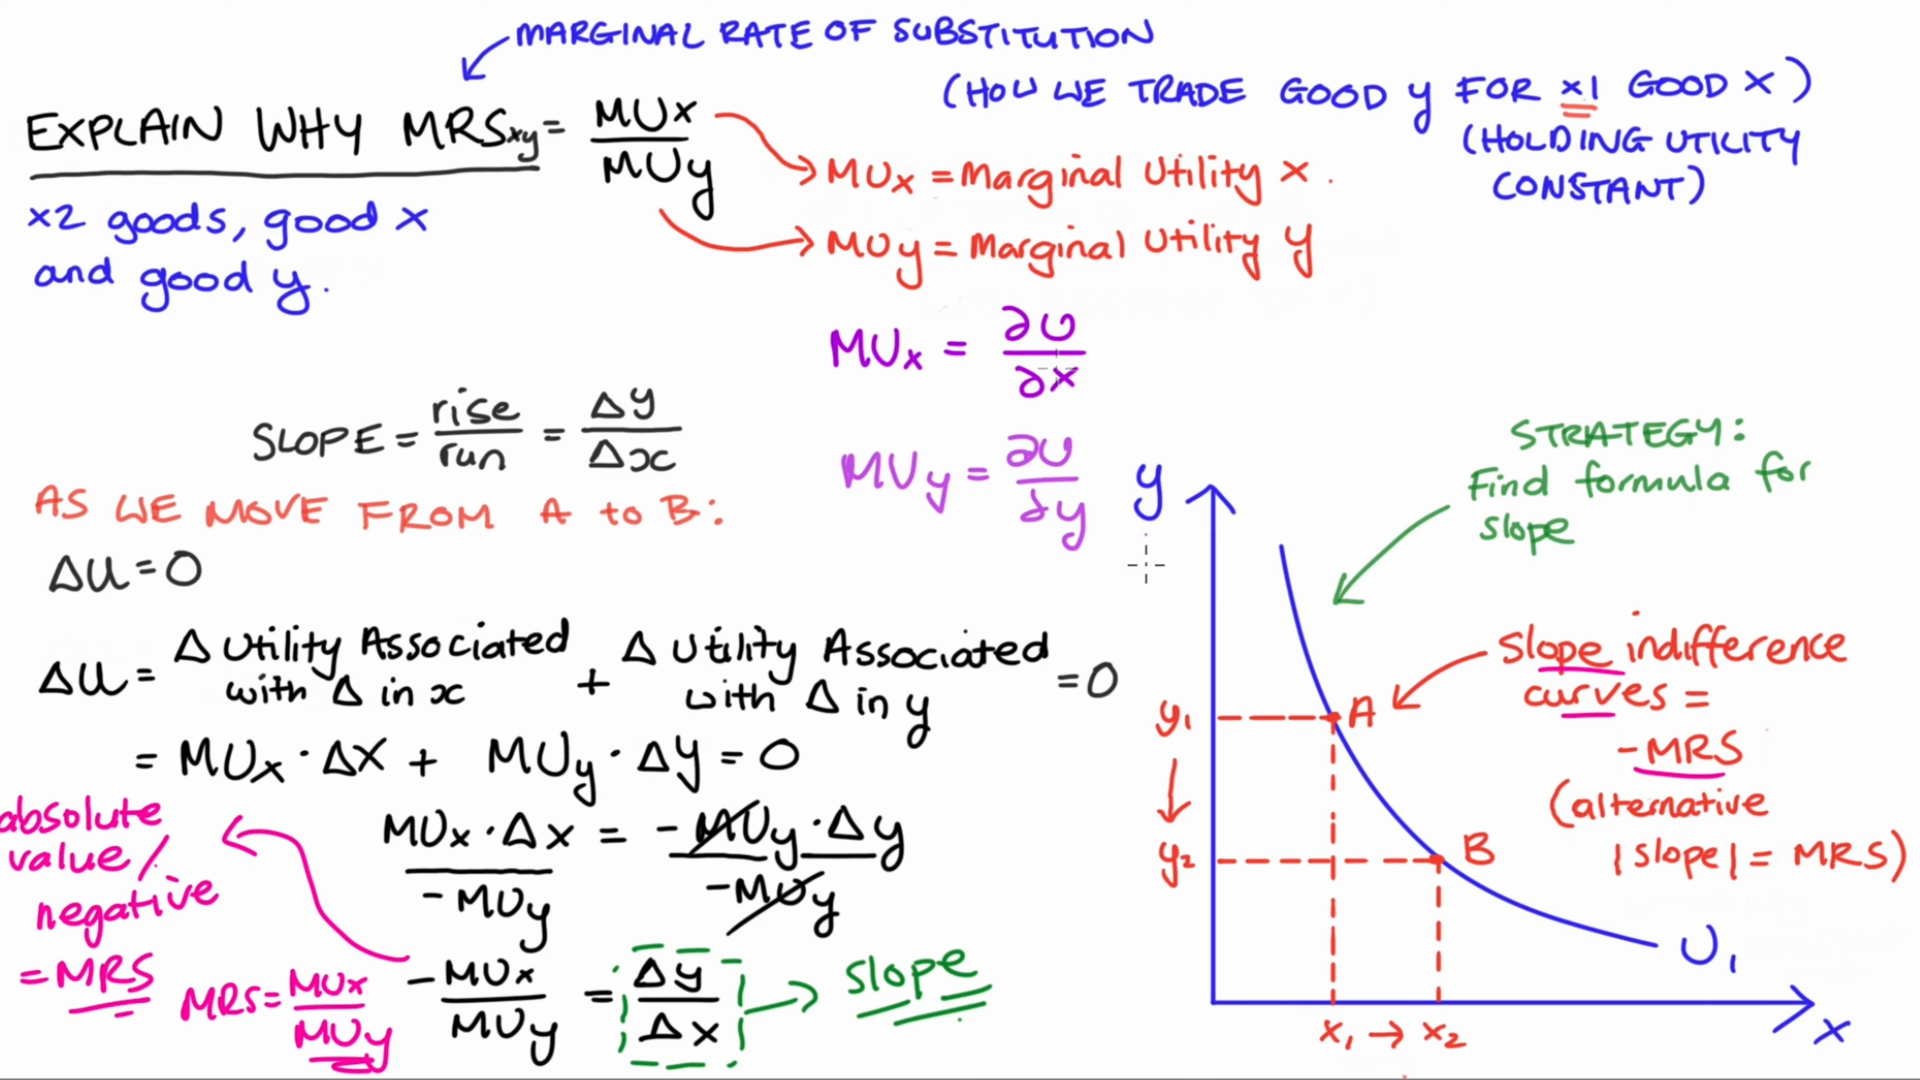 MARGINAL RATE OF SUBSTITUTION
(HOW WE TRADE GOOD y FOR x1 GOOD X)
(HOLDING UTILITY
CONSTANT)
EXPLAIN WHY MRSxy = MUx / MUy
MUx = Marginal Utility x.
MUy = Marginal Utility y
x2 goods, good x
and good y.
MUx = ∂U / ∂x
MUy = ∂U / ∂y
SLOPE = rise / run = Δy / Δx
AS WE MOVE FROM A to B:
ΔU = 0
ΔU = Δ Utility Associated with Δ in x + Δ Utility Associated with Δ in y = 0
= MUx · ΔX + MUy · Δy = 0
MUx · Δx / -MUy = -MUy · Δy / -MUy
-MUx / MUy = Δy / Δx → slope
absolute
value/
negative
= MRS
MRS = MUx / MUy
STRATEGY:
Find formula for
slope
Slope indifference
curves =
-MRS
(alternative
|slope| = MRS)
y
y1
A
y2
B
U1
x1 → x2
x